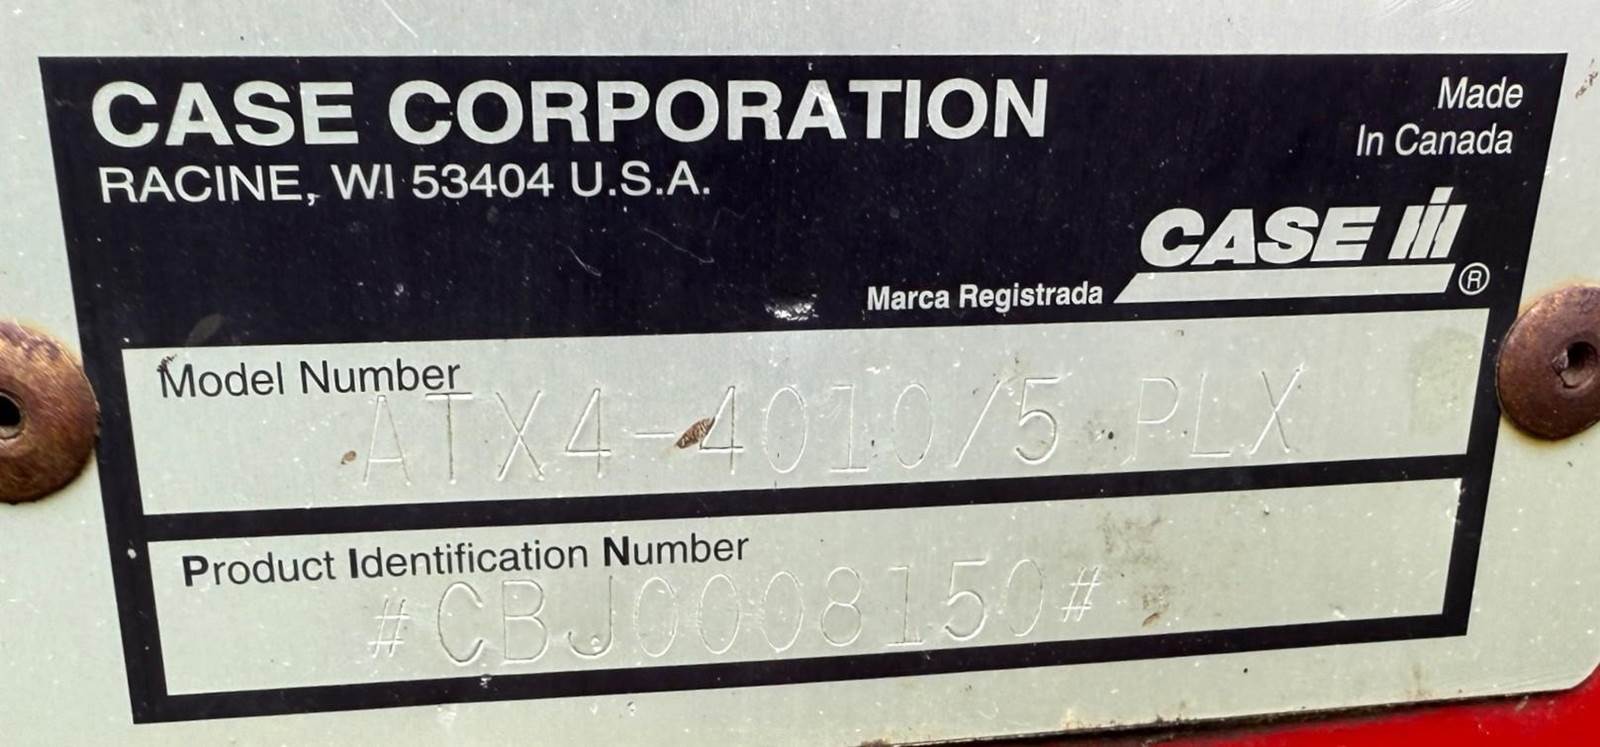 CASE CORPORATION
RACINE, WI 53404 U.S.A.
Made
In Canada
CASE IH
Marca Registrada ®
Model Number
ATX4-4010/5 PLX
Product Identification Number
#CBJ0008150#